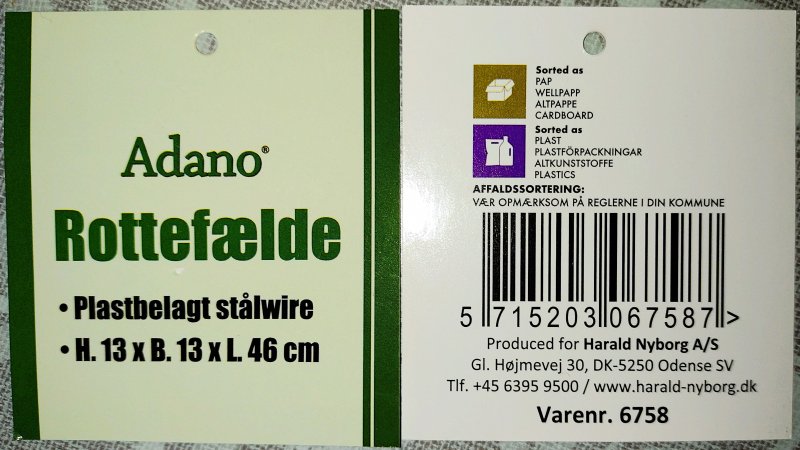 Adano®
Rottefælde
• Plastbelagt stålwire
• H. 13 x B. 13 x L. 46 cm
Sorted as
PAP
WELLPAPP
ALTPAPPE
CARDBOARD
Sorted as
PLAST
PLASTFÖRPACKNINGAR
ALTKUNSTSTOFFE
PLASTICS
AFFALDSSORTERING:
VÆR OPMÆRKSOM PÅ REGLERNE I DIN KOMMUNE
5 715203 067587 >
Produced for Harald Nyborg A/S
Gl. Højmevej 30, DK-5250 Odense SV
Tlf. +45 6395 9500 / www.harald-nyborg.dk
Varenr. 6758